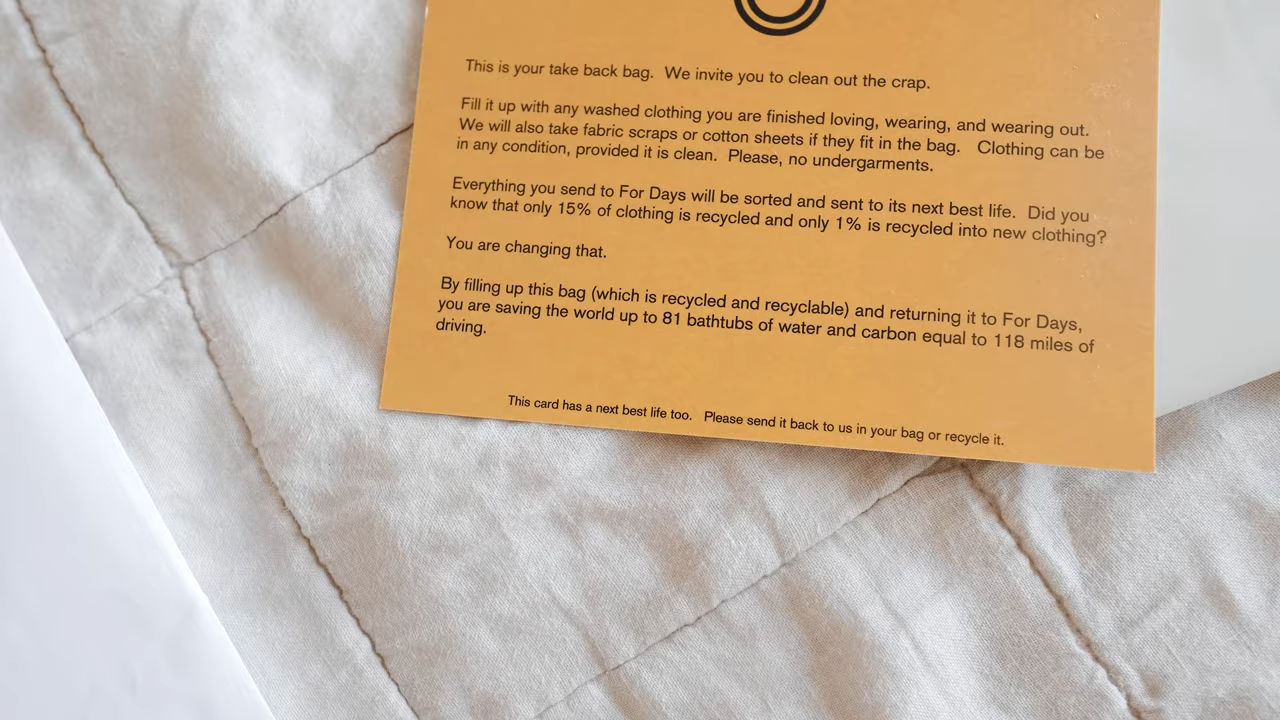 This is your take back bag.  We invite you to clean out the crap.
Fill it up with any washed clothing you are finished loving, wearing, and wearing out.
We will also take fabric scraps or cotton sheets if they fit in the bag.   Clothing can be
in any condition, provided it is clean.  Please, no undergarments.
Everything you send to For Days will be sorted and sent to its next best life.  Did you
know that only 15% of clothing is recycled and only 1% is recycled into new clothing?
You are changing that.
By filling up this bag (which is recycled and recyclable) and returning it to For Days,
you are saving the world up to 81 bathtubs of water and carbon equal to 118 miles of
driving.
This card has a next best life too.   Please send it back to us in your bag or recycle it.